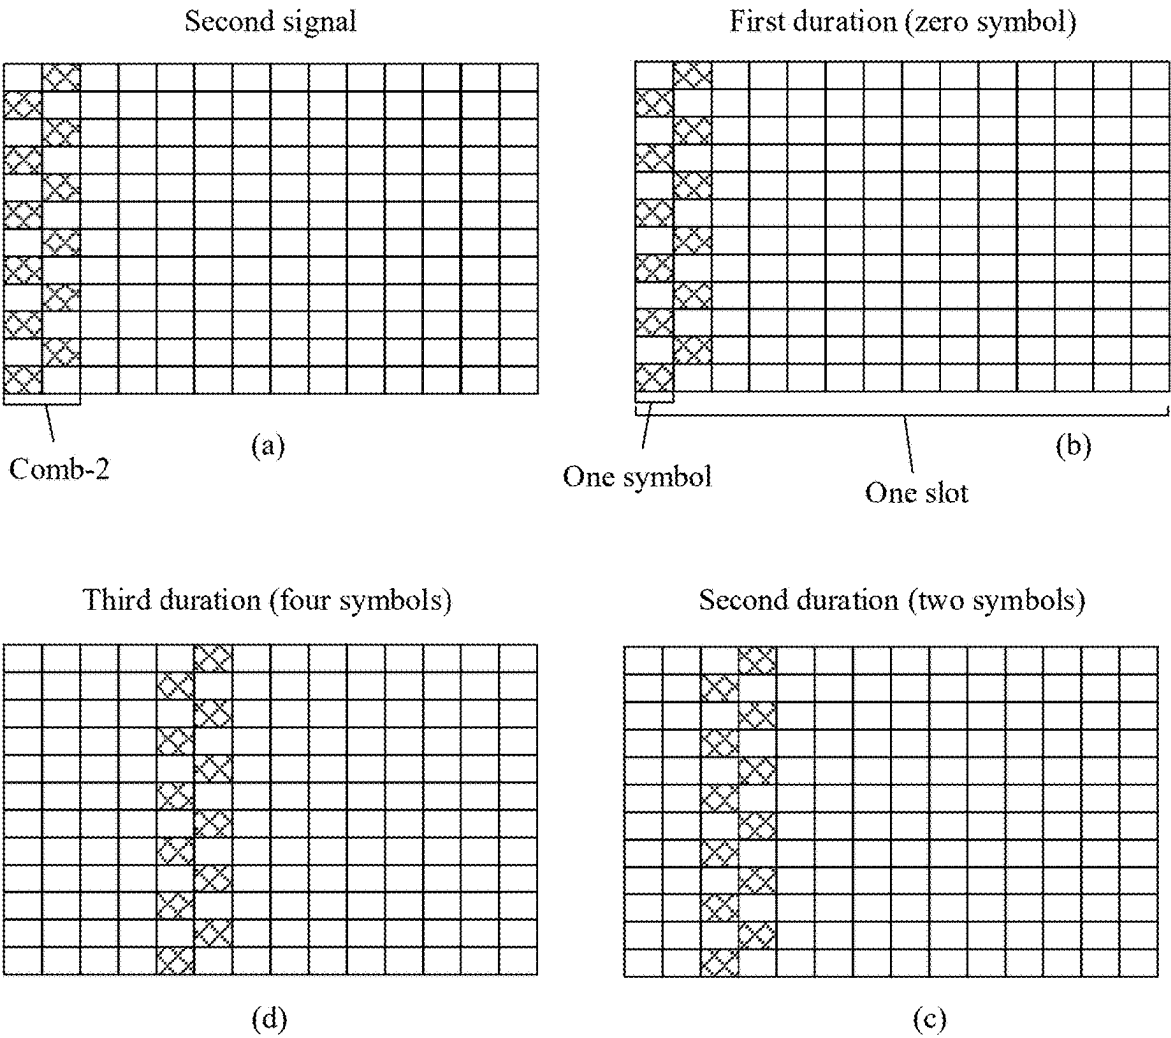 Second signal
First duration (zero symbol)
Comb-2
(a)
One symbol
(b)
One slot
Third duration (four symbols)
Second duration (two symbols)
(d)
(c)